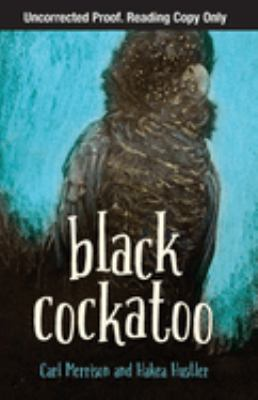 Uncorrected Proof. Reading Copy Only
black
cockatoo
Carl Merrison and Hakea Hustler